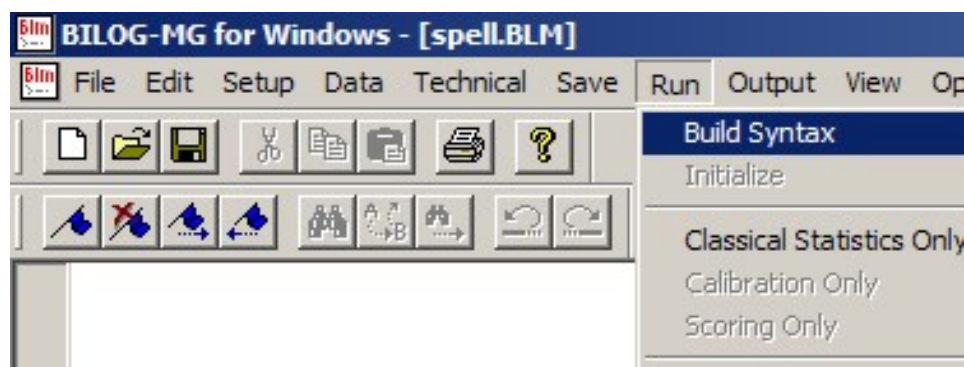 BILOG-MG for Windows - [spell.BLM]
File Edit Setup Data Technical Save Run Output View Op
Build Syntax
Initialize
Classical Statistics Only
Calibration Only
Scoring Only